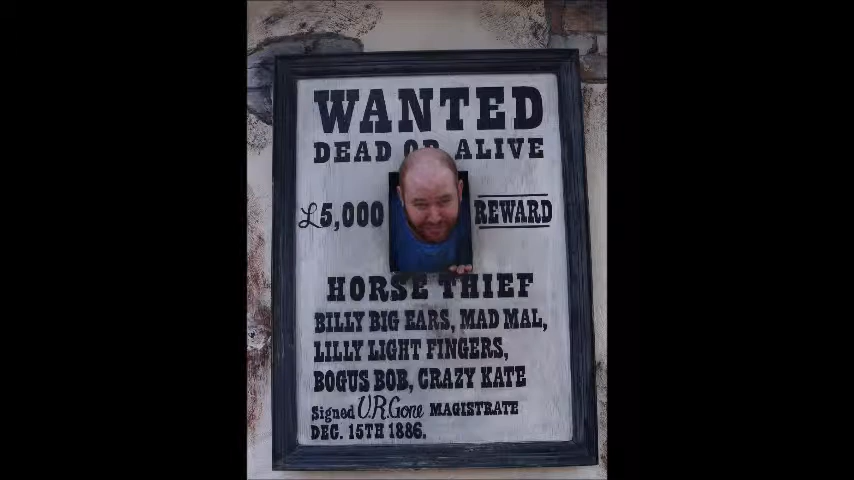 WANTED
DEAD OR ALIVE
£5,000 REWARD
HORSE THIEF
BILLY BIG EARS, MAD MAL,
LILLY LIGHT FINGERS,
BOGUS BOB, CRAZY KATE
Signed U.R.Gone MAGISTRATE
DEC. 15TH 1886.